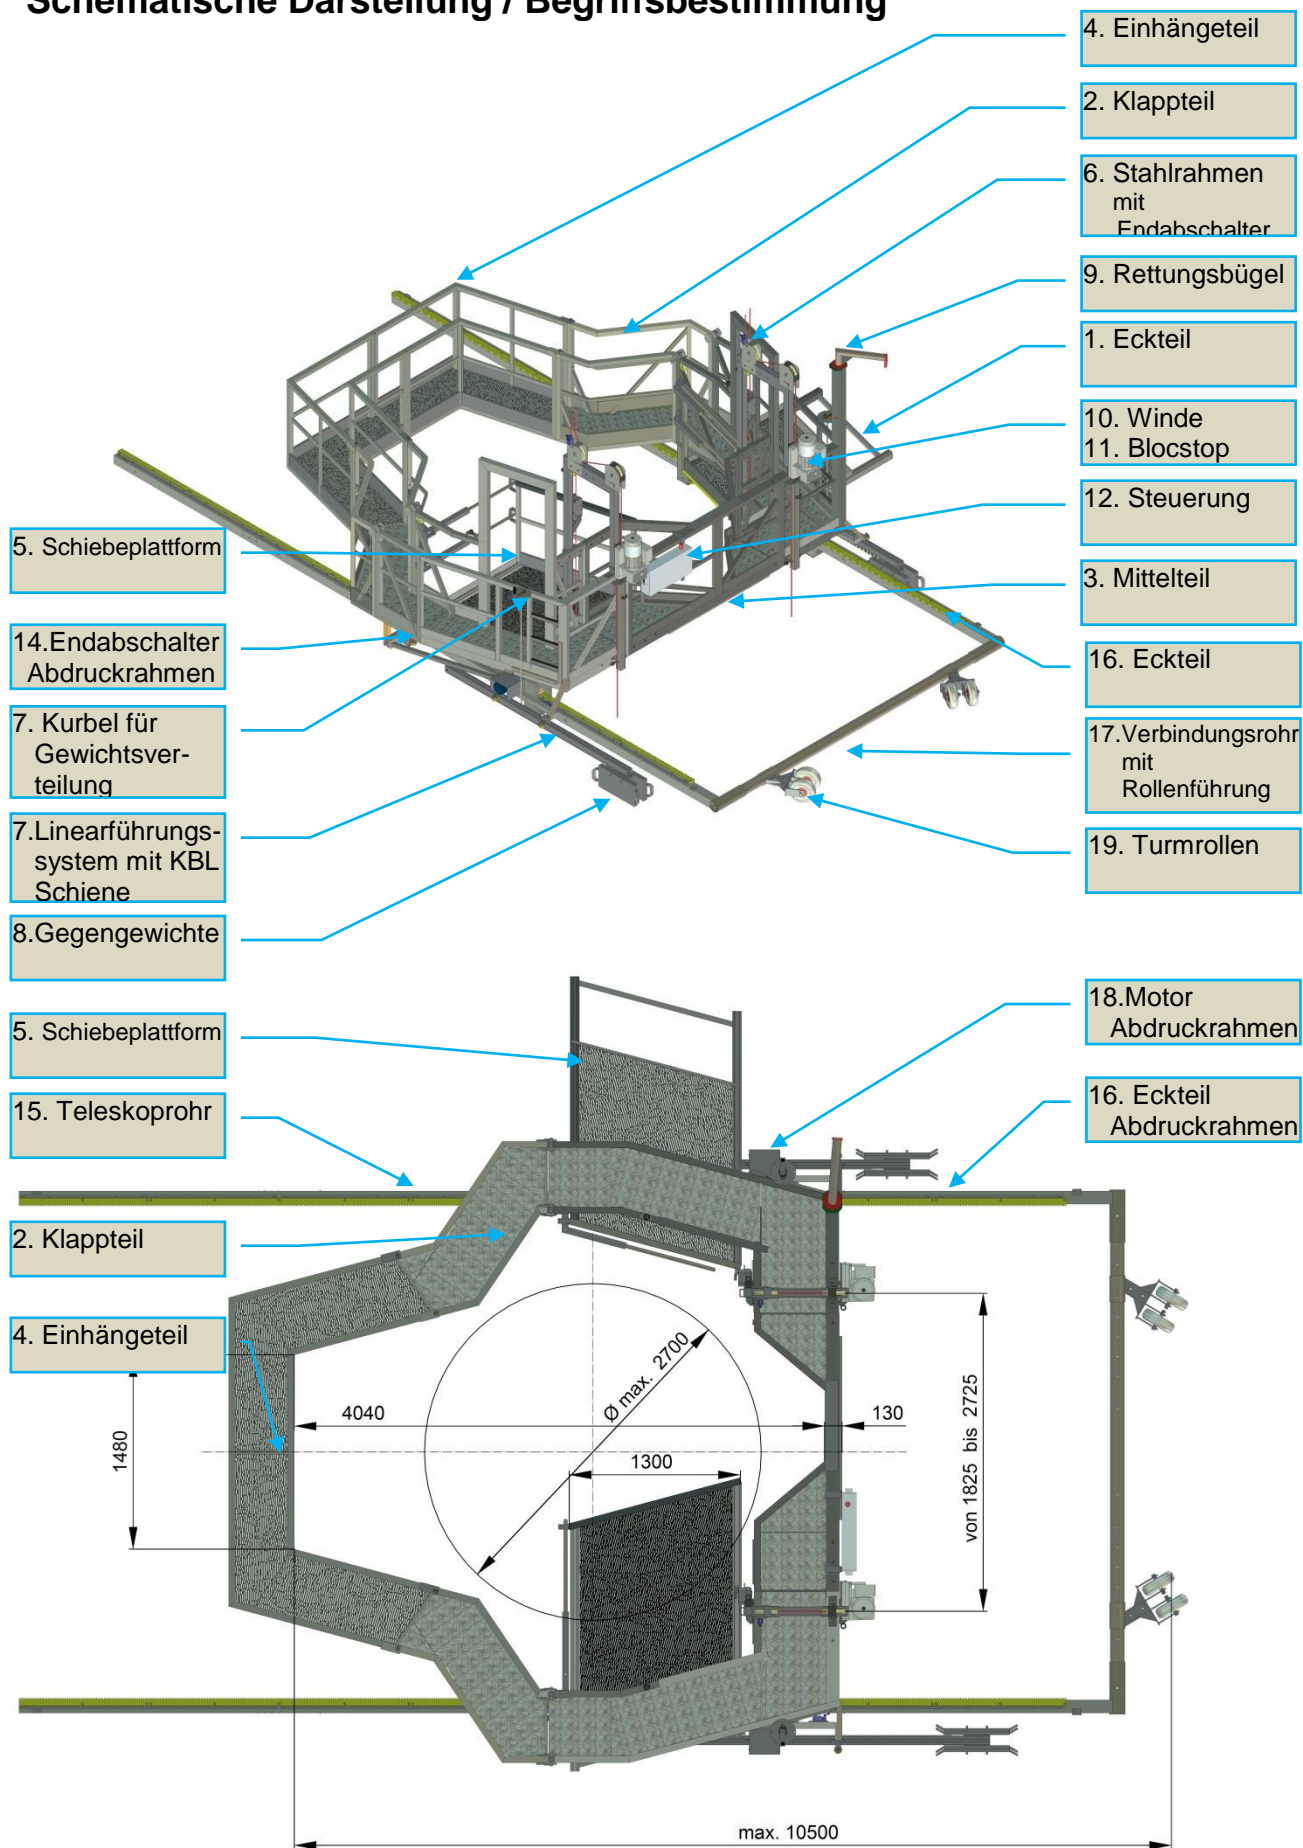 Schematische Darstellung / Begriffsbestimmung
4. Einhängeteil
2. Klappteil
6. Stahlrahmen
mit
Endabschalter
9. Rettungsbügel
1. Eckteil
10. Winde
11. Blocstop
12. Steuerung
3. Mittelteil
16. Eckteil
17.Verbindungsrohr
mit
Rollenführung
19. Turmrollen
5. Schiebeplattform
14.Endabschalter
Abdruckrahmen
7. Kurbel für
Gewichtsver-
teilung
7.Linearführungs-
system mit KBL
Schiene
8.Gegengewichte
5. Schiebeplattform
15. Teleskoprohr
2. Klappteil
4. Einhängeteil
18.Motor
Abdruckrahmen
16. Eckteil
Abdruckrahmen
Ø max. 2700
4040
130
1300
1480
von 1825 bis 2725
max. 10500